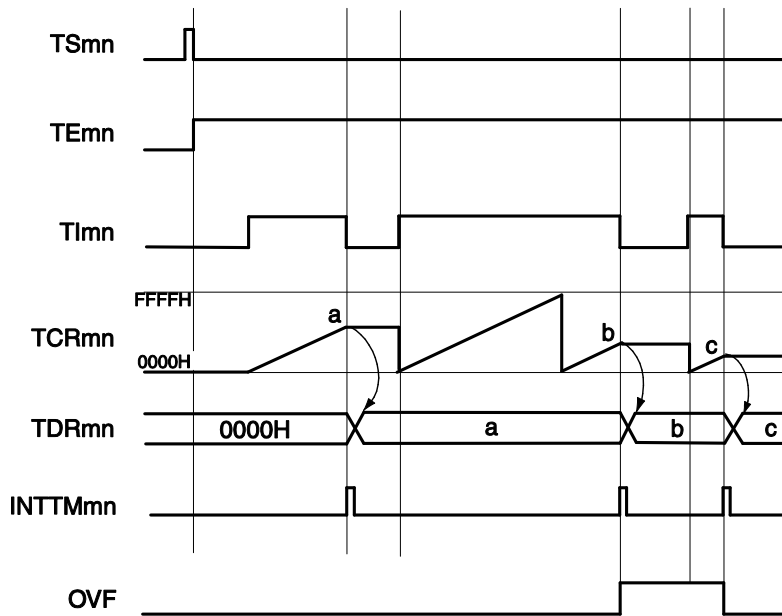 TSmn
TEmn
TImn
FFFFH
TCRmn
0000H
a
b
c
TDRmn
0000H
a
b
c
INTTMmn
OVF